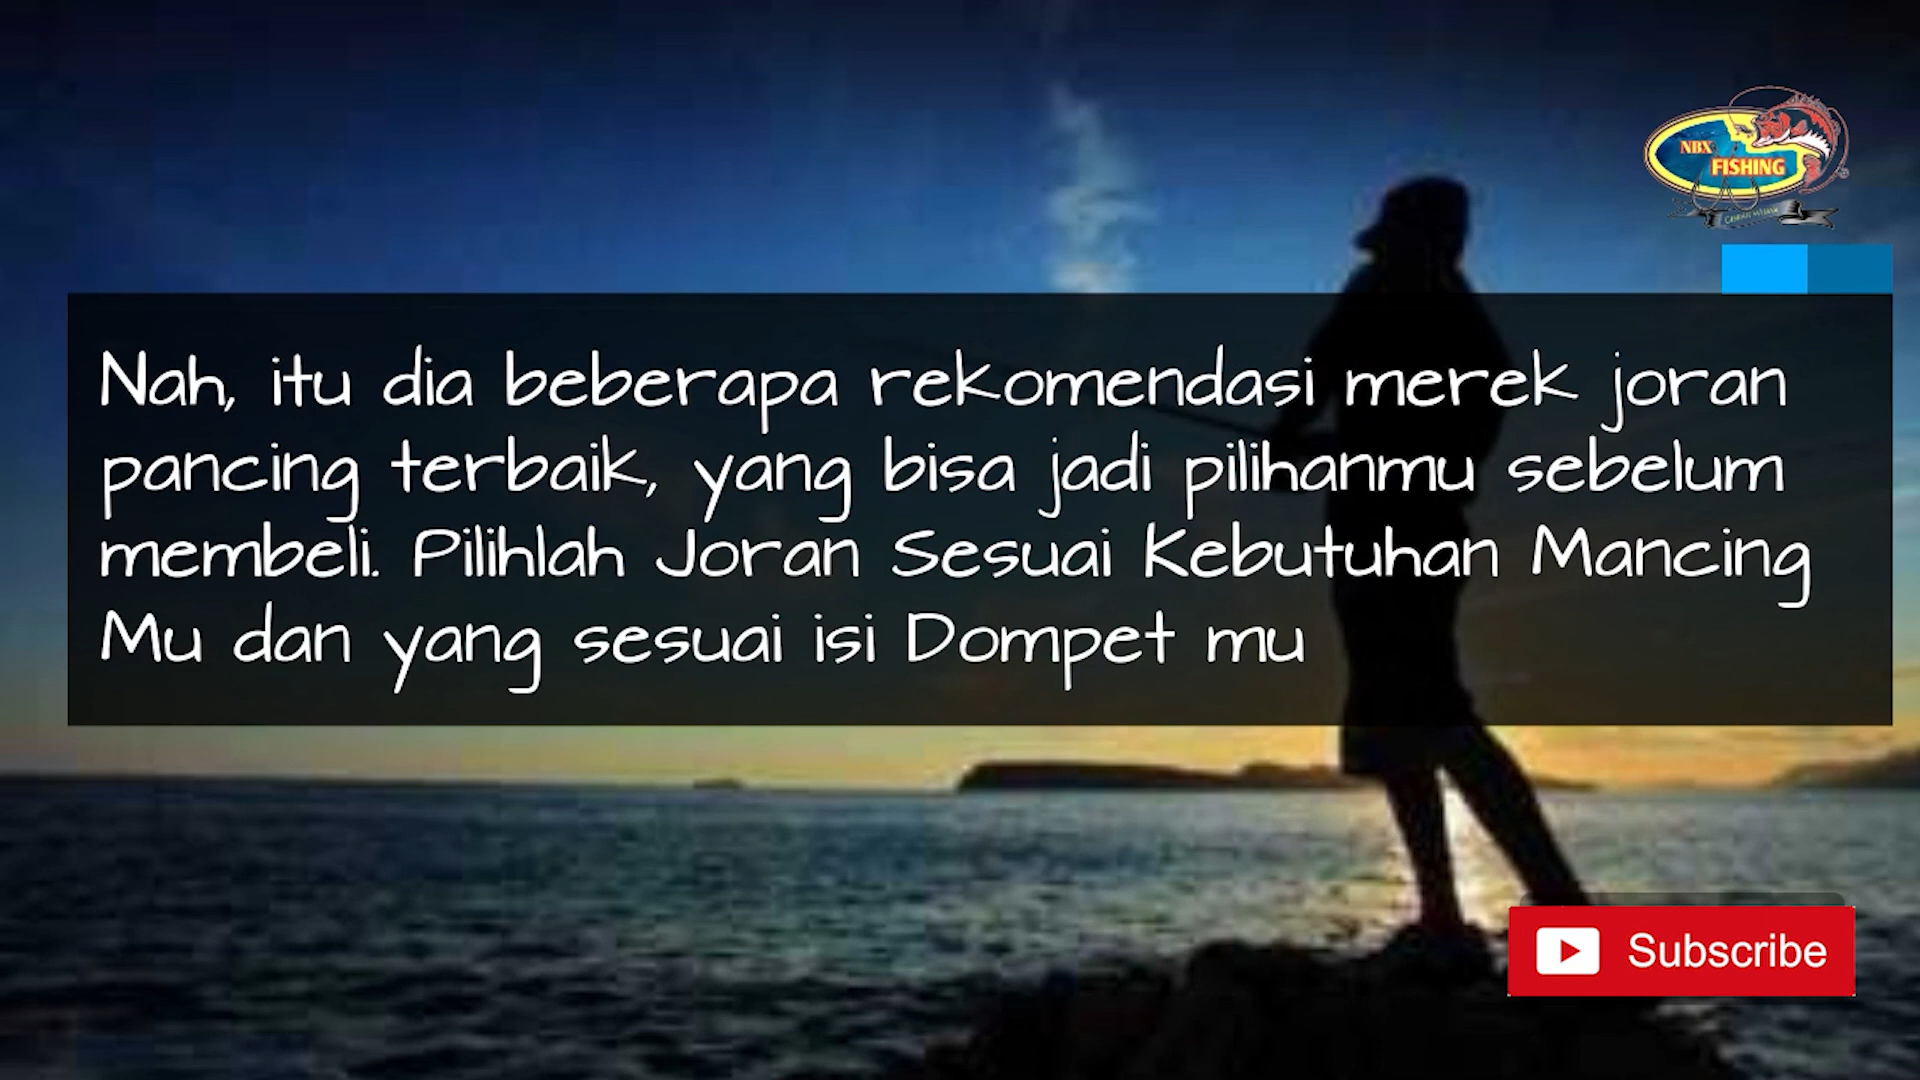 NBX
FISHING
Nah, itu dia beberapa rekomendasi merek joran
pancing terbaik, yang bisa jadi pilihanmu sebelum
membeli. Pilihlah Joran Sesuai Kebutuhan Mancing
Mu dan yang sesuai isi Dompet mu
Subscribe